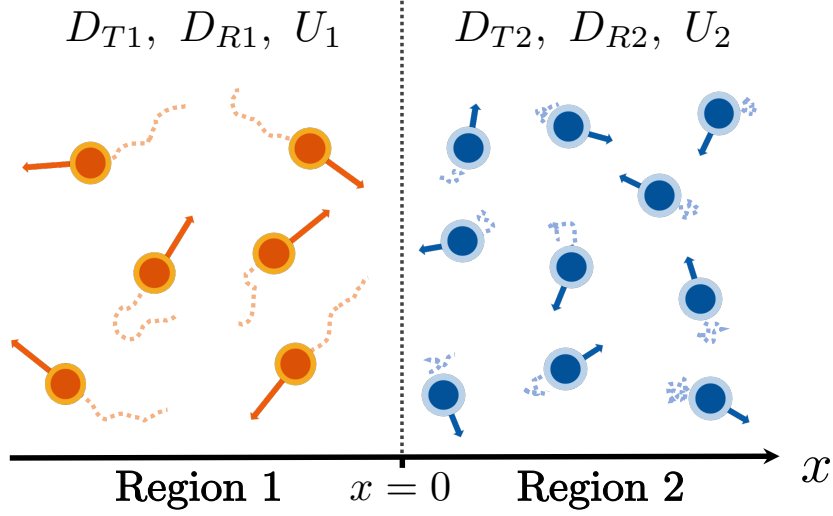 D_{T1}, D_{R1}, U_1
D_{T2}, D_{R2}, U_2
Region 1
x = 0
Region 2
x